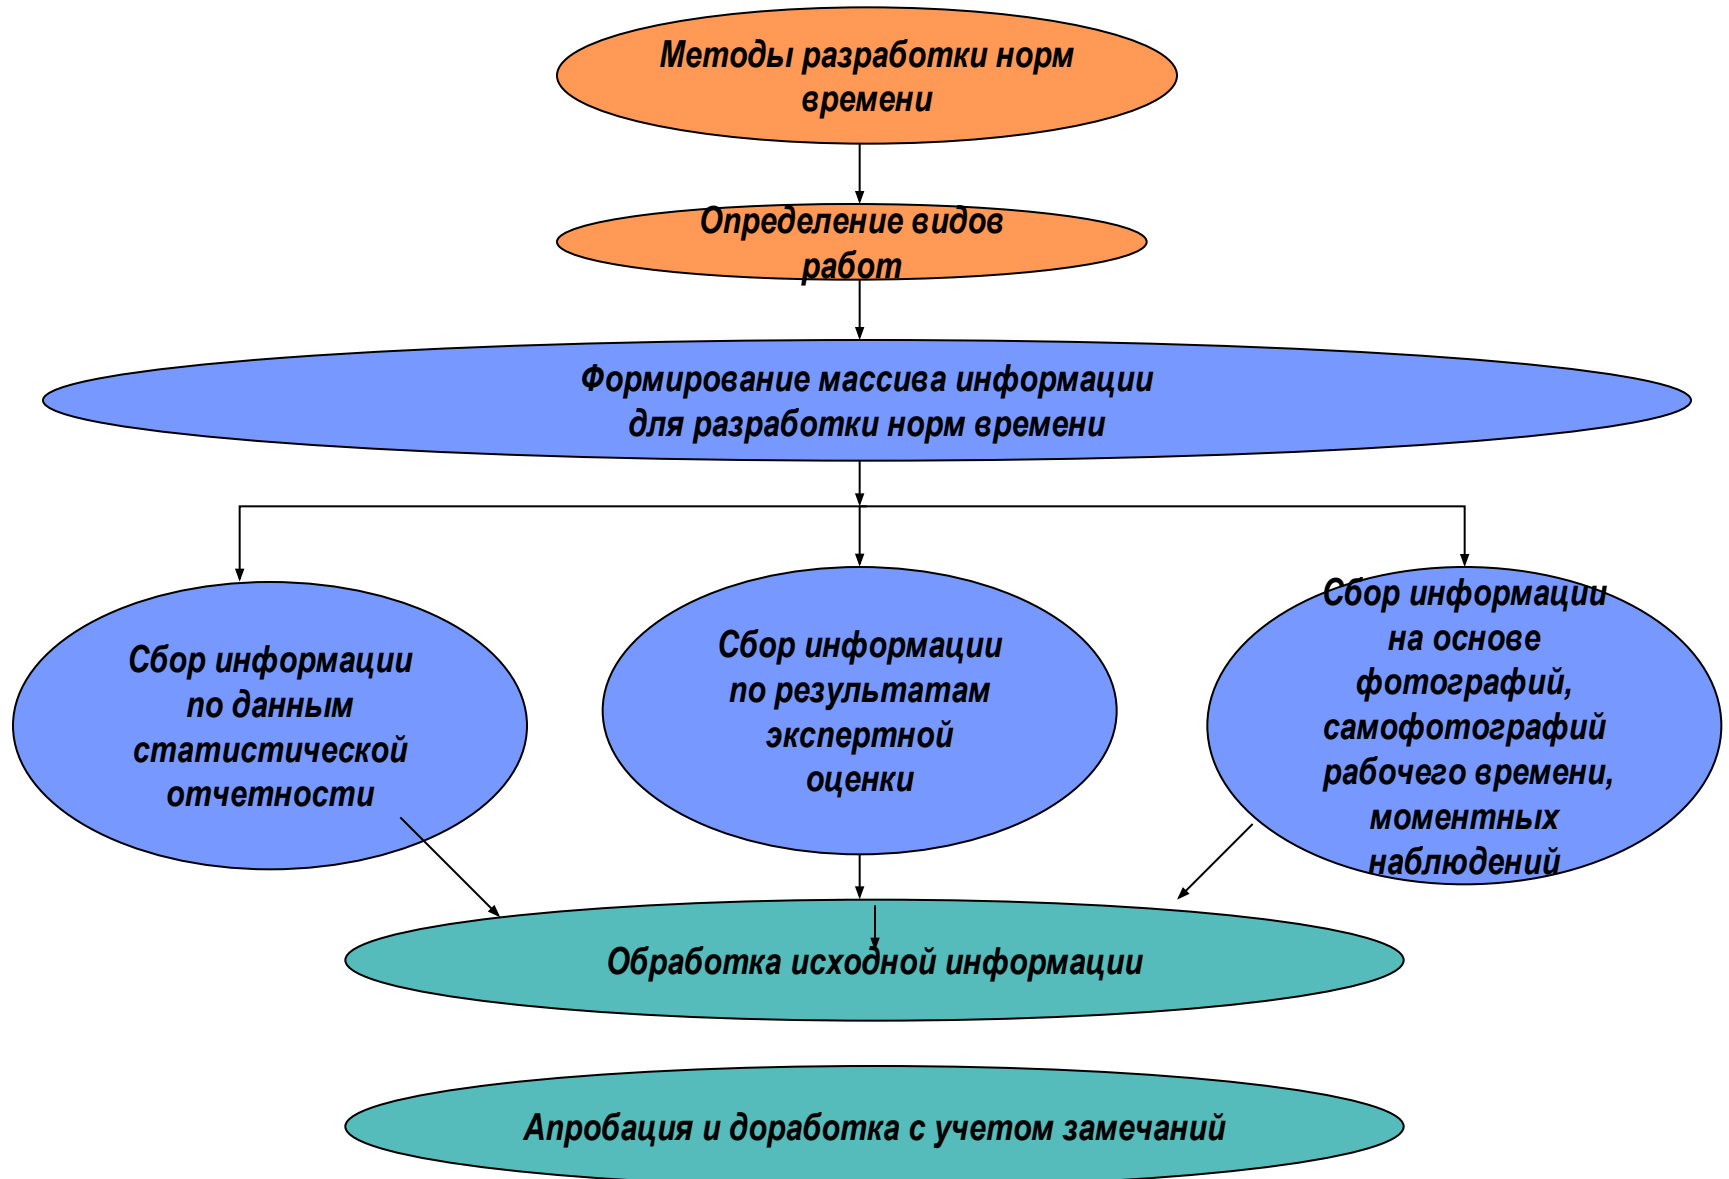 Методы разработки норм
времени
Определение видов
работ
Формирование массива информации
для разработки норм времени
Сбор информации
по данным
статистической
отчетности
Сбор информации
по результатам
экспертной
оценки
Сбор информации
на основе
фотографий,
самофотографий
рабочего времени,
моментных
наблюдений
Обработка исходной информации
Апробация и доработка с учетом замечаний